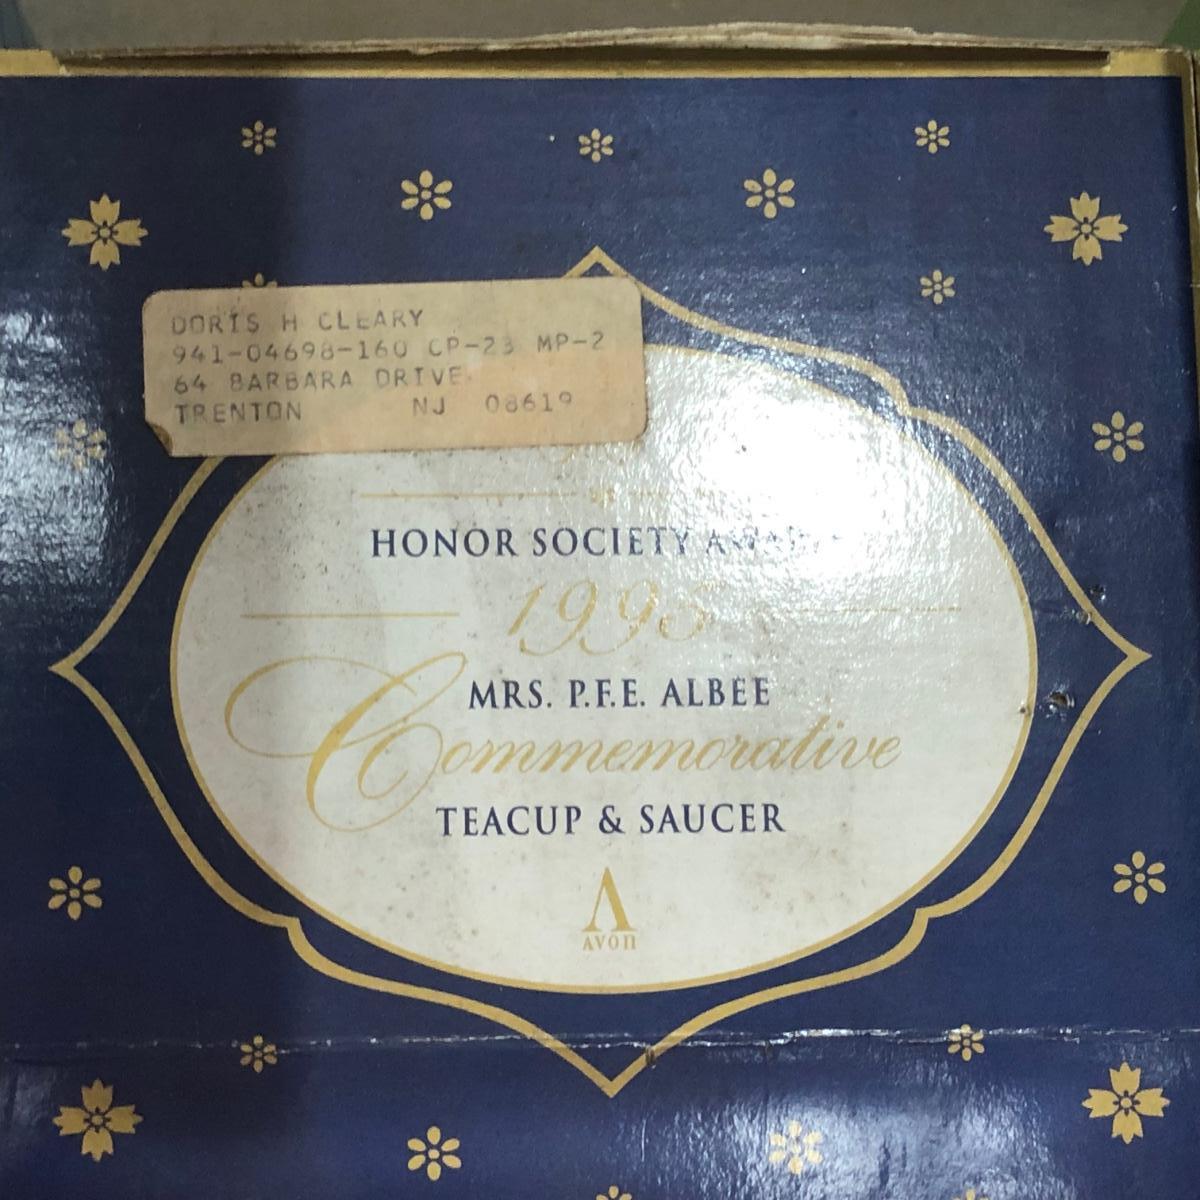 DORIS H CLEARY
941-04698-160 CP-23 MP-2
64 BARBARA DRIVE
TRENTON NJ 08619
HONOR SOCIETY AWARD
1995
MRS. P.F.E. ALBEE
Commemorative
TEACUP & SAUCER
AVON